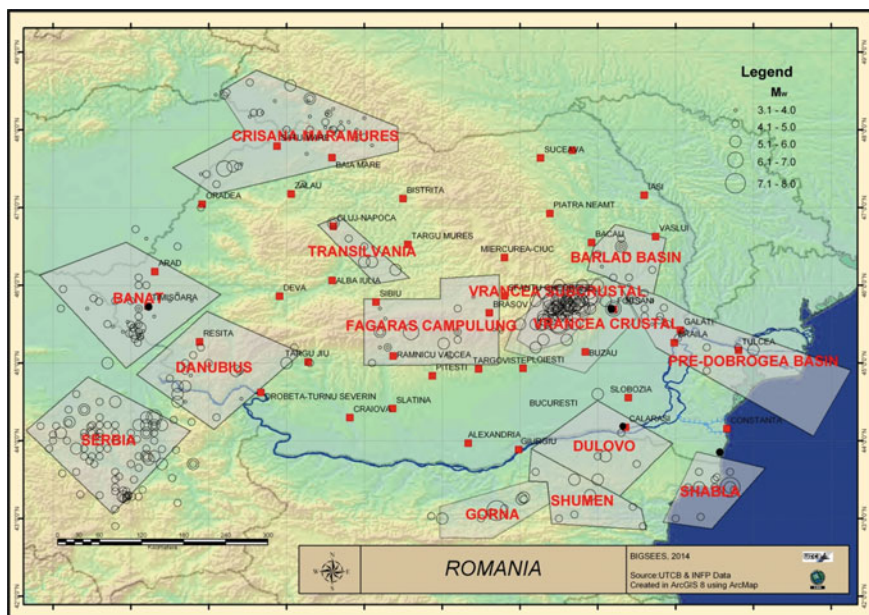 Legend
Mw
3.1 - 4.0
4.1 - 5.0
5.1 - 6.0
6.1 - 7.0
7.1 - 8.0
SUCEAVA
CRISANA MARAMURES
BAIA MARE
ZALAU
BISTRITA
IASI
ORADEA
PIATRA NEAMT
CLUJ-NAPOCA
TARGU MURES
BACAU
VASLUI
TRANSILVANIA
MIERCUREA-CIUC
BARLAD BASIN
ARAD
DEVA
ALBA IULIA
BANAT
TIMISOARA
SIBIU
VRANCEA SUBCRUSTAL
BRASOV
FOCSANI
FAGARAS CAMPULUNG
VRANCEA CRUSTAL
GALATI
BRAILA
TULCEA
RESITA
BUZAU
PRE-DOBROGEA BASIN
TARGU JIU
RAMNICU VALCEA
TARGOVISTE
PLOIESTI
DANUBIUS
PITESTI
DROBETA-TURNU SEVERIN
SLATINA
SLOBOZIA
BUCURESTI
CRAIOVA
CALARASI
CONSTANTA
SERBIA
ALEXANDRIA
GIURGIU
DULOVO
SHUMEN
SHABLA
GORNA
ROMANIA
BIGSEES, 2014
Source:UTCB & INFP Data
Created in ArcGIS 8 using ArcMap